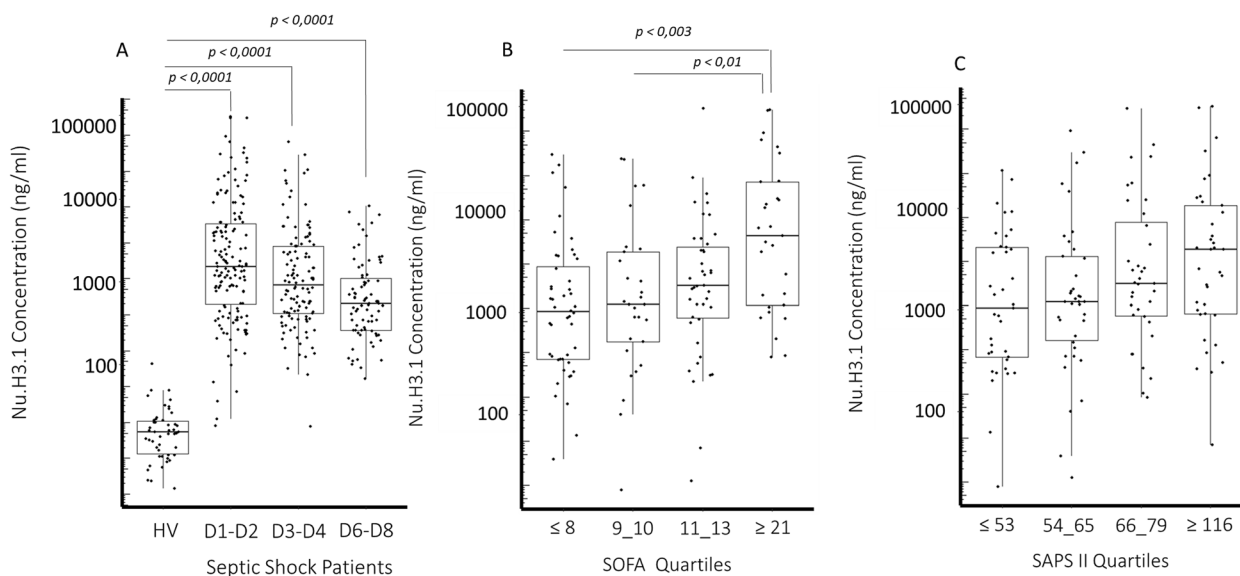 A
p < 0,0001
p < 0,0001
p < 0,0001
Nu.H3.1 Concentration (ng/ml)
100000
10000
1000
100
HV D1-D2 D3-D4 D6-D8
Septic Shock Patients
B
p < 0,003
p < 0,01
Nu.H3.1 Concentration (ng/ml)
100000
10000
1000
100
≤ 8 9_10 11_13 ≥ 21
SOFA Quartiles
C
Nu.H3.1 Concentration (ng/ml)
100000
10000
1000
100
≤ 53 54_65 66_79 ≥ 116
SAPS II Quartiles